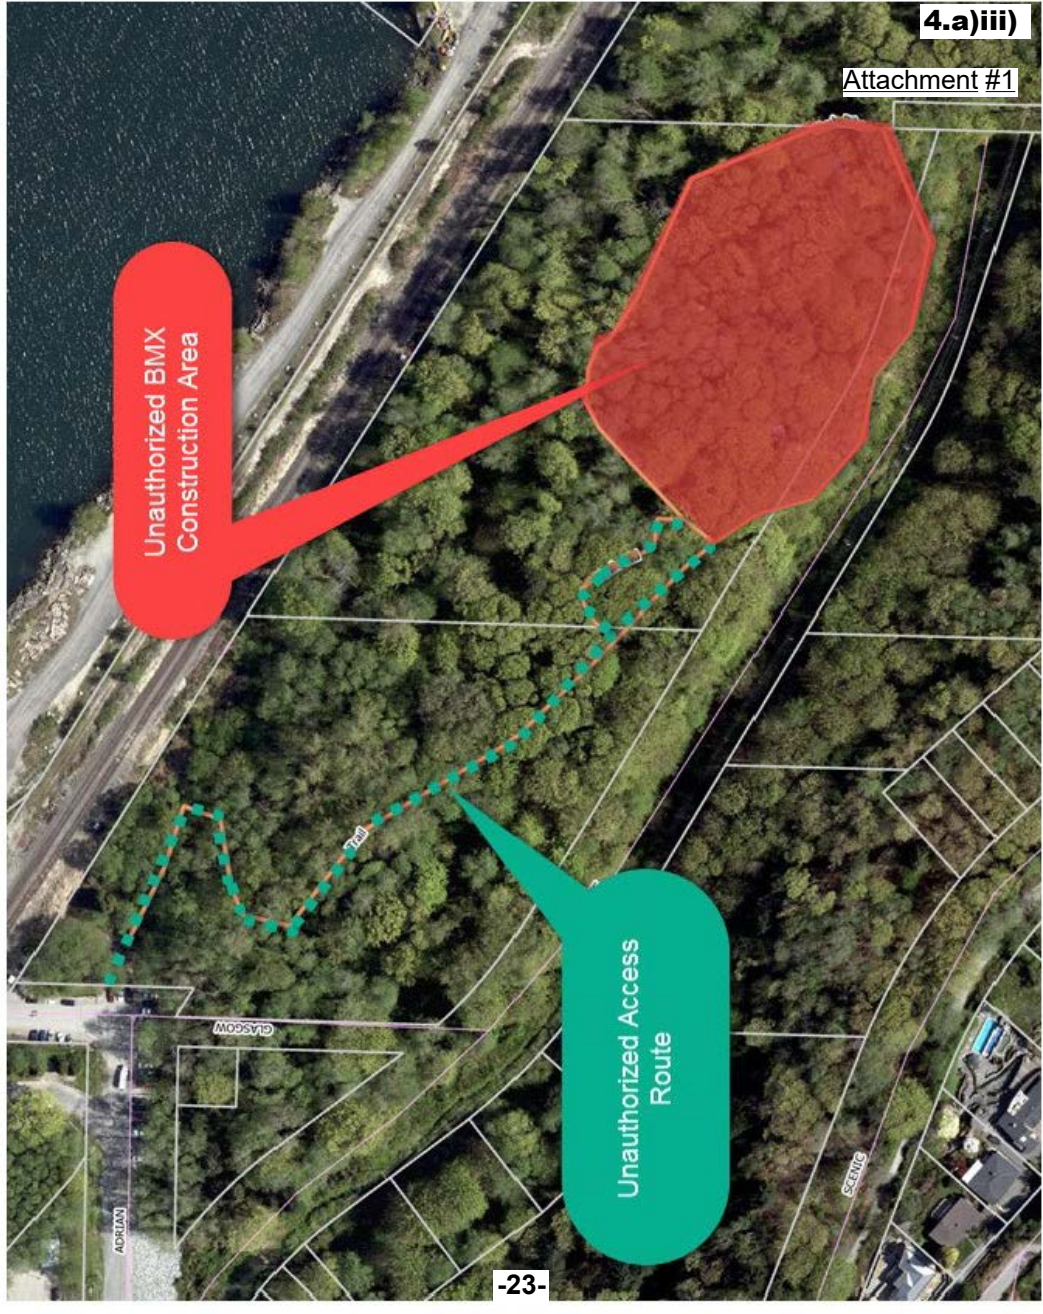 4.a)iii)
Attachment #1
Unauthorized BMX
Construction Area
Trail
GLASGOW
Unauthorized Access
Route
ADRIAN
SCENIC
-23-